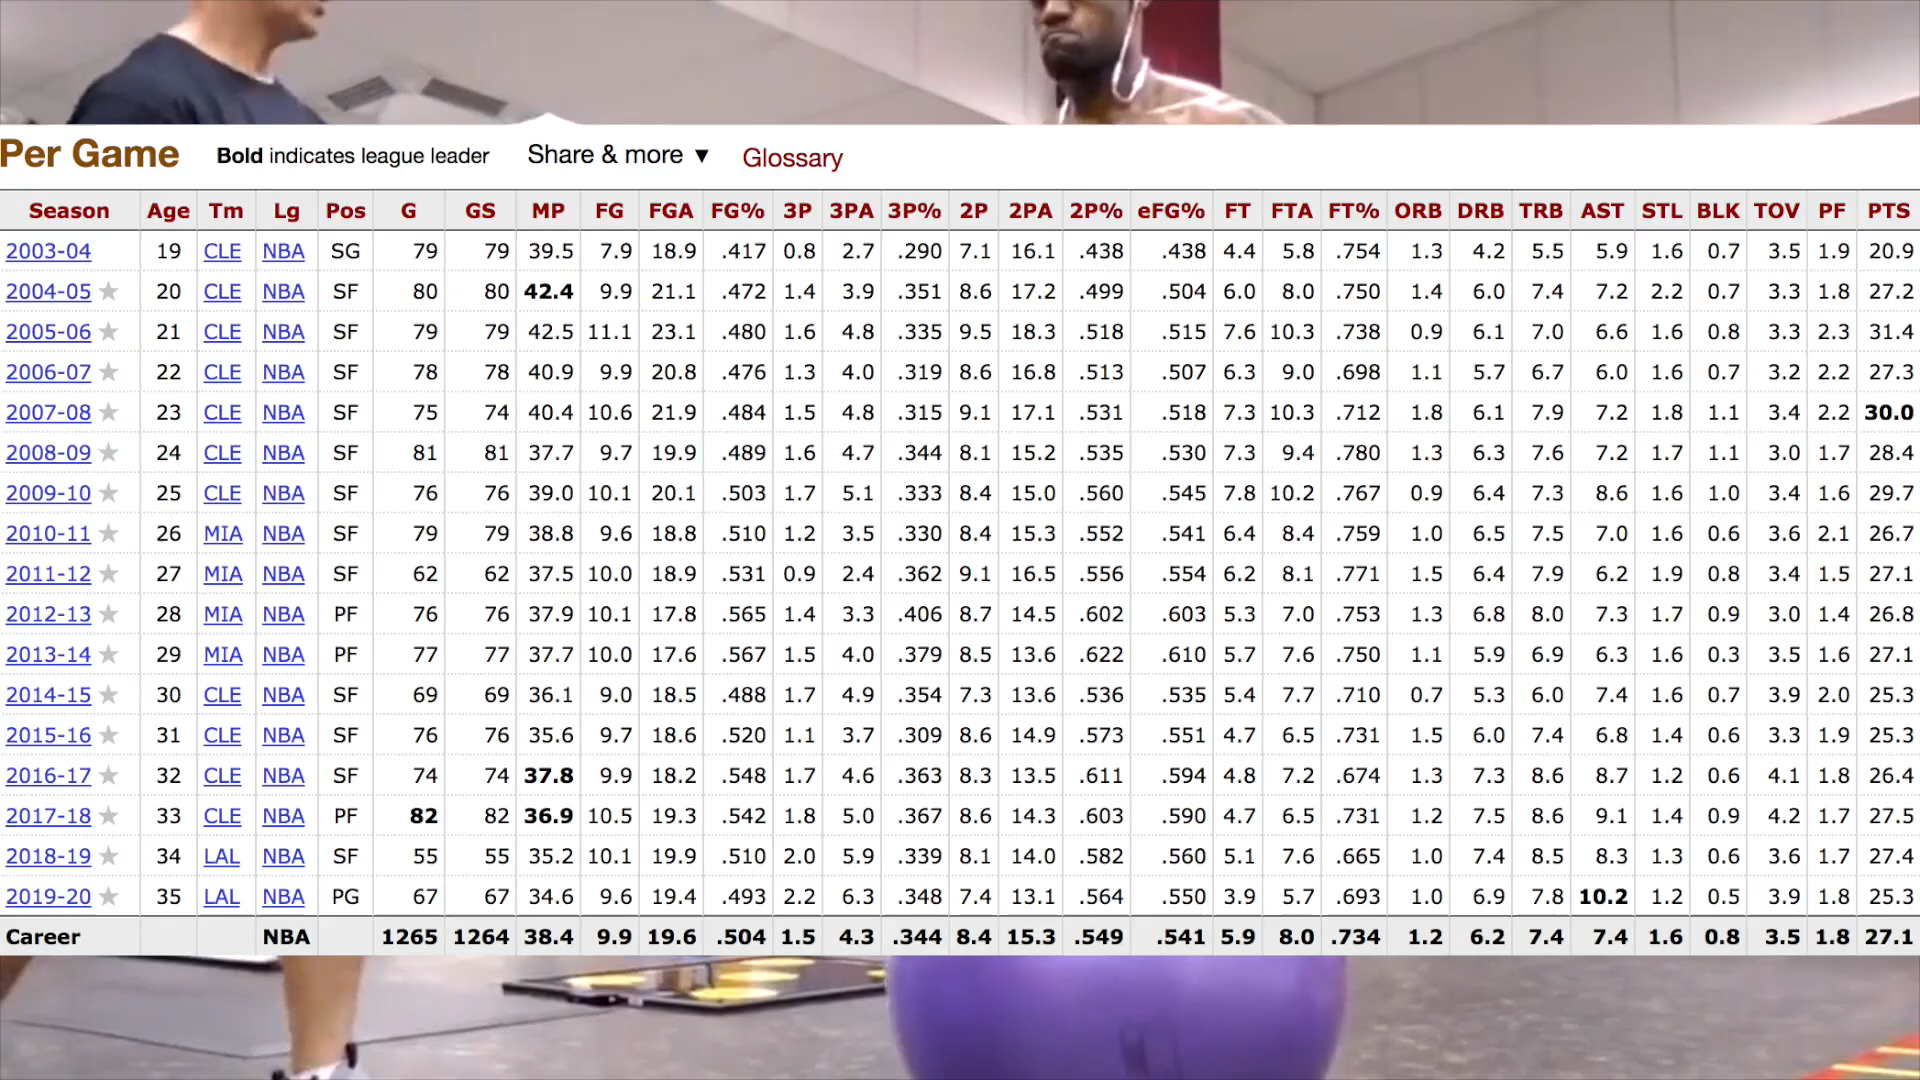 Per Game Bold indicates league leader Share & more ▼ Glossary
Season Age Tm Lg Pos G GS MP FG FGA FG% 3P 3PA 3P% 2P 2PA 2P% eFG% FT FTA FT% ORB DRB TRB AST STL BLK TOV PF PTS
2003-04 19 CLE NBA SG 79 79 39.5 7.9 18.9 .417 0.8 2.7 .290 7.1 16.1 .438 .438 4.4 5.8 .754 1.3 4.2 5.5 5.9 1.6 0.7 3.5 1.9 20.9
2004-05 ★ 20 CLE NBA SF 80 80 42.4 9.9 21.1 .472 1.4 3.9 .351 8.6 17.2 .499 .504 6.0 8.0 .750 1.4 6.0 7.4 7.2 2.2 0.7 3.3 1.8 27.2
2005-06 ★ 21 CLE NBA SF 79 79 42.5 11.1 23.1 .480 1.6 4.8 .335 9.5 18.3 .518 .515 7.6 10.3 .738 0.9 6.1 7.0 6.6 1.6 0.8 3.3 2.3 31.4
2006-07 ★ 22 CLE NBA SF 78 78 40.9 9.9 20.8 .476 1.3 4.0 .319 8.6 16.8 .513 .507 6.3 9.0 .698 1.1 5.7 6.7 6.0 1.6 0.7 3.2 2.2 27.3
2007-08 ★ 23 CLE NBA SF 75 74 40.4 10.6 21.9 .484 1.5 4.8 .315 9.1 17.1 .531 .518 7.3 10.3 .712 1.8 6.1 7.9 7.2 1.8 1.1 3.4 2.2 30.0
2008-09 ★ 24 CLE NBA SF 81 81 37.7 9.7 19.9 .489 1.6 4.7 .344 8.1 15.2 .535 .530 7.3 9.4 .780 1.3 6.3 7.6 7.2 1.7 1.1 3.0 1.7 28.4
2009-10 ★ 25 CLE NBA SF 76 76 39.0 10.1 20.1 .503 1.7 5.1 .333 8.4 15.0 .560 .545 7.8 10.2 .767 0.9 6.4 7.3 8.6 1.6 1.0 3.4 1.6 29.7
2010-11 ★ 26 MIA NBA SF 79 79 38.8 9.6 18.8 .510 1.2 3.5 .330 8.4 15.3 .552 .541 6.4 8.4 .759 1.0 6.5 7.5 7.0 1.6 0.6 3.6 2.1 26.7
2011-12 ★ 27 MIA NBA SF 62 62 37.5 10.0 18.9 .531 0.9 2.4 .362 9.1 16.5 .556 .554 6.2 8.1 .771 1.5 6.4 7.9 6.2 1.9 0.8 3.4 1.5 27.1
2012-13 ★ 28 MIA NBA PF 76 76 37.9 10.1 17.8 .565 1.4 3.3 .406 8.7 14.5 .602 .603 5.3 7.0 .753 1.3 6.8 8.0 7.3 1.7 0.9 3.0 1.4 26.8
2013-14 ★ 29 MIA NBA PF 77 77 37.7 10.0 17.6 .567 1.5 4.0 .379 8.5 13.6 .622 .610 5.7 7.6 .750 1.1 5.9 6.9 6.3 1.6 0.3 3.5 1.6 27.1
2014-15 ★ 30 CLE NBA SF 69 69 36.1 9.0 18.5 .488 1.7 4.9 .354 7.3 13.6 .536 .535 5.4 7.7 .710 0.7 5.3 6.0 7.4 1.6 0.7 3.9 2.0 25.3
2015-16 ★ 31 CLE NBA SF 76 76 35.6 9.7 18.6 .520 1.1 3.7 .309 8.6 14.9 .573 .551 4.7 6.5 .731 1.5 6.0 7.4 6.8 1.4 0.6 3.3 1.9 25.3
2016-17 ★ 32 CLE NBA SF 74 74 37.8 9.9 18.2 .548 1.7 4.6 .363 8.3 13.5 .611 .594 4.8 7.2 .674 1.3 7.3 8.6 8.7 1.2 0.6 4.1 1.8 26.4
2017-18 ★ 33 CLE NBA PF 82 82 36.9 10.5 19.3 .542 1.8 5.0 .367 8.6 14.3 .603 .590 4.7 6.5 .731 1.2 7.5 8.6 9.1 1.4 0.9 4.2 1.7 27.5
2018-19 ★ 34 LAL NBA SF 55 55 35.2 10.1 19.9 .510 2.0 5.9 .339 8.1 14.0 .582 .560 5.1 7.6 .665 1.0 7.4 8.5 8.3 1.3 0.6 3.6 1.7 27.4
2019-20 ★ 35 LAL NBA PG 67 67 34.6 9.6 19.4 .493 2.2 6.3 .348 7.4 13.1 .564 .550 3.9 5.7 .693 1.0 6.9 7.8 10.2 1.2 0.5 3.9 1.8 25.3
Career NBA 1265 1264 38.4 9.9 19.6 .504 1.5 4.3 .344 8.4 15.3 .549 .541 5.9 8.0 .734 1.2 6.2 7.4 7.4 1.6 0.8 3.5 1.8 27.1